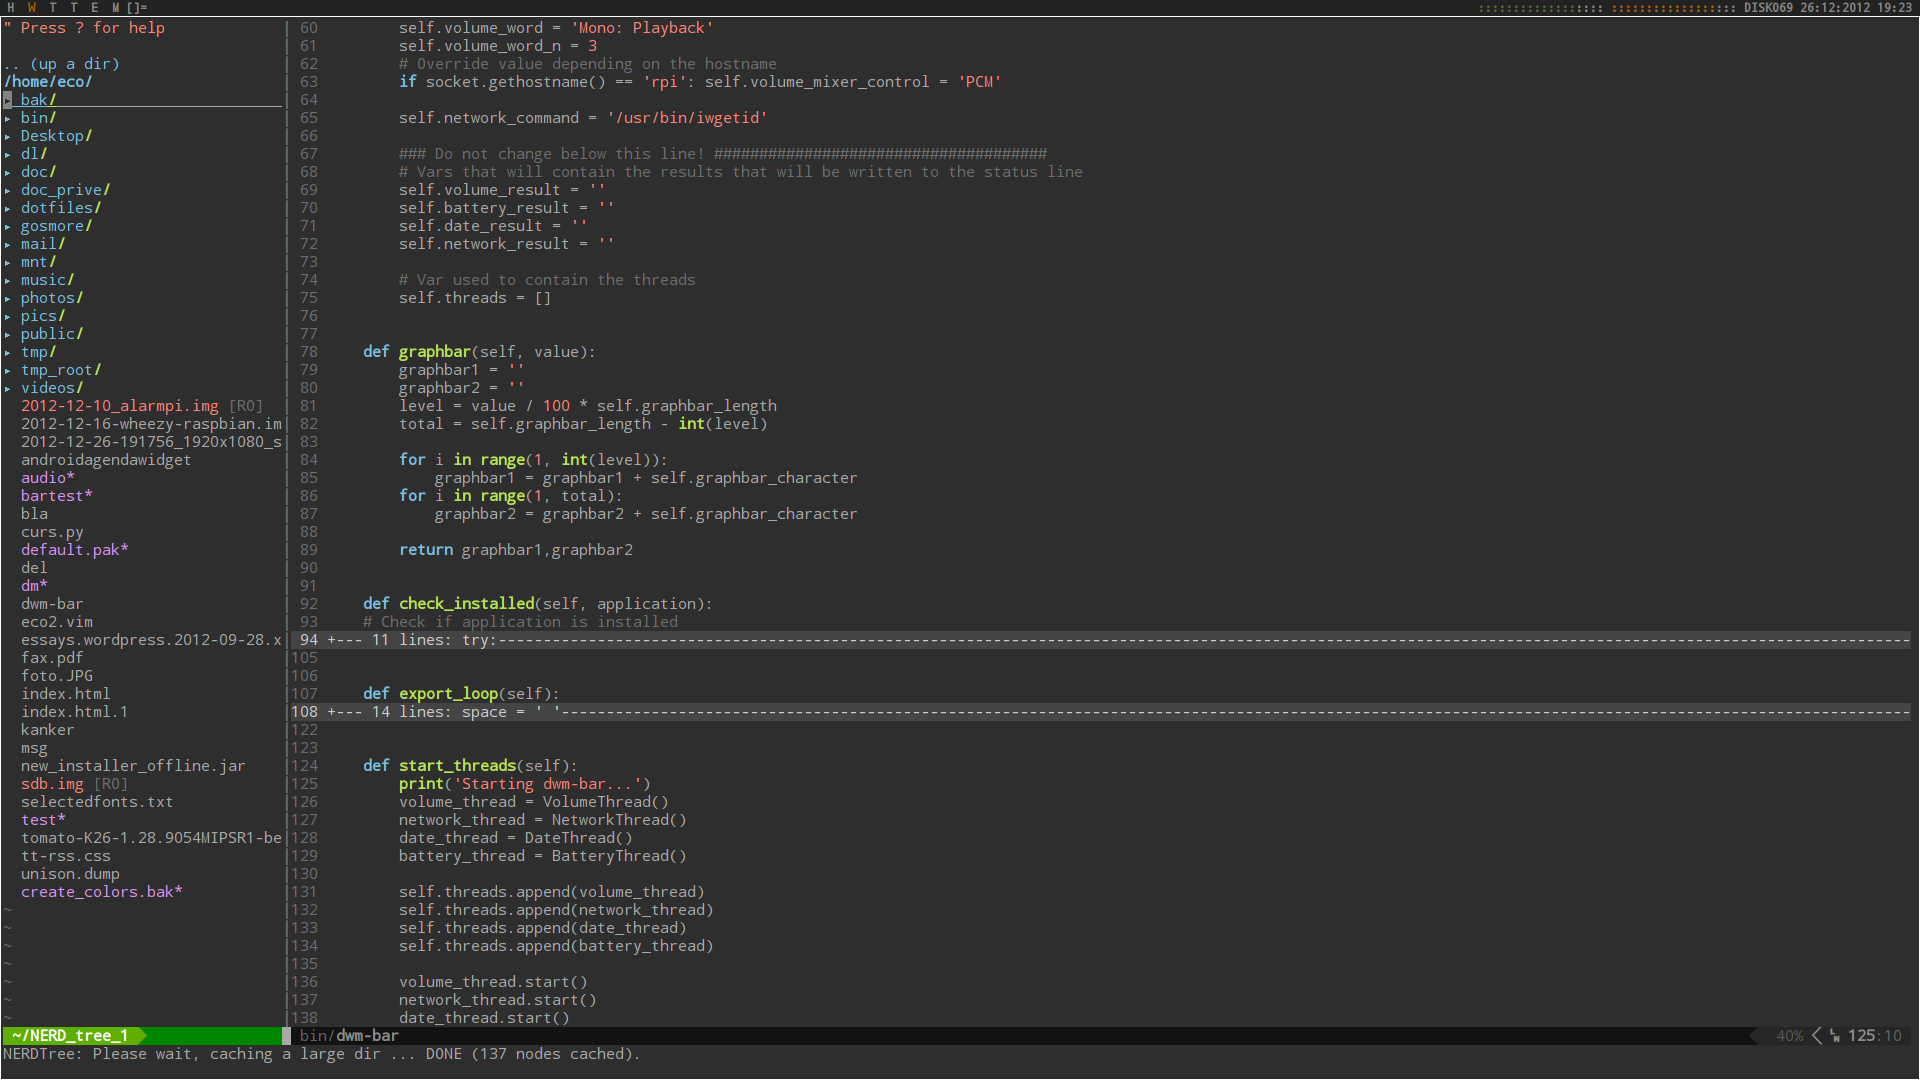 H W T T E M []=
DISK069 26:12:2012 19:23
" Press ? for help
.. (up a dir)
/home/eco/
▸ bak/
▸ bin/
▸ Desktop/
▸ dl/
▸ doc/
▸ doc_prive/
▸ dotfiles/
▸ gosmore/
▸ mail/
▸ mnt/
▸ music/
▸ photos/
▸ pics/
▸ public/
▸ tmp/
▸ tmp_root/
▸ videos/
2012-12-10_alarmpi.img [RO]
2012-12-16-wheezy-raspbian.im
2012-12-26-191756_1920x1080_s
androidagendawidget
audio*
bartest*
bla
curs.py
default.pak*
del
dm*
dwm-bar
eco2.vim
essays.wordpress.2012-09-28.x
fax.pdf
foto.JPG
index.html
index.html.1
kanker
msg
new_installer_offline.jar
sdb.img [RO]
selectedfonts.txt
test*
tomato-K26-1.28.9054MIPSR1-be
tt-rss.css
unison.dump
create_colors.bak*
~
~
~
~
~
~
~
~/NERD_tree_1
60 self.volume_word = 'Mono: Playback'
61 self.volume_word_n = 3
62 # Override value depending on the hostname
63 if socket.gethostname() == 'rpi': self.volume_mixer_control = 'PCM'
64
65 self.network_command = '/usr/bin/iwgetid'
66
67 ### Do not change below this line! #####################################
68 # Vars that will contain the results that will be written to the status line
69 self.volume_result = ''
70 self.battery_result = ''
71 self.date_result = ''
72 self.network_result = ''
73
74 # Var used to contain the threads
75 self.threads = []
76
77
78 def graphbar(self, value):
79 graphbar1 = ''
80 graphbar2 = ''
81 level = value / 100 * self.graphbar_length
82 total = self.graphbar_length - int(level)
83
84 for i in range(1, int(level)):
85 graphbar1 = graphbar1 + self.graphbar_character
86 for i in range(1, total):
87 graphbar2 = graphbar2 + self.graphbar_character
88
89 return graphbar1,graphbar2
90
91
92 def check_installed(self, application):
93 # Check if application is installed
94 +--- 11 lines: try:---
105
106
107 def export_loop(self):
108 +--- 14 lines: space = ' '---
122
123
124 def start_threads(self):
125 print('Starting dwm-bar...')
126 volume_thread = VolumeThread()
127 network_thread = NetworkThread()
128 date_thread = DateThread()
129 battery_thread = BatteryThread()
130
131 self.threads.append(volume_thread)
132 self.threads.append(network_thread)
133 self.threads.append(date_thread)
134 self.threads.append(battery_thread)
135
136 volume_thread.start()
137 network_thread.start()
138 date_thread.start()
bin/dwm-bar
40% 125:10
NERDTree: Please wait, caching a large dir ... DONE (137 nodes cached).